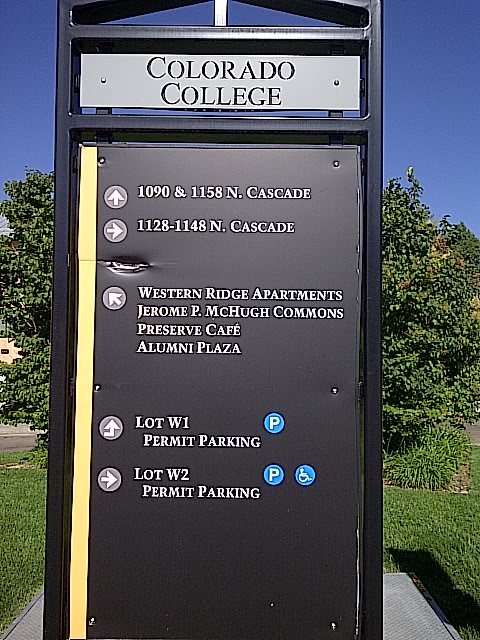 COLORADO
COLLEGE
1090 & 1158 N. CASCADE
1128-1148 N. CASCADE
WESTERN RIDGE APARTMENTS
JEROME P. MCHUGH COMMONS
PRESERVE CAFÉ
ALUMNI PLAZA
LOT W1 P
PERMIT PARKING
LOT W2 P
PERMIT PARKING